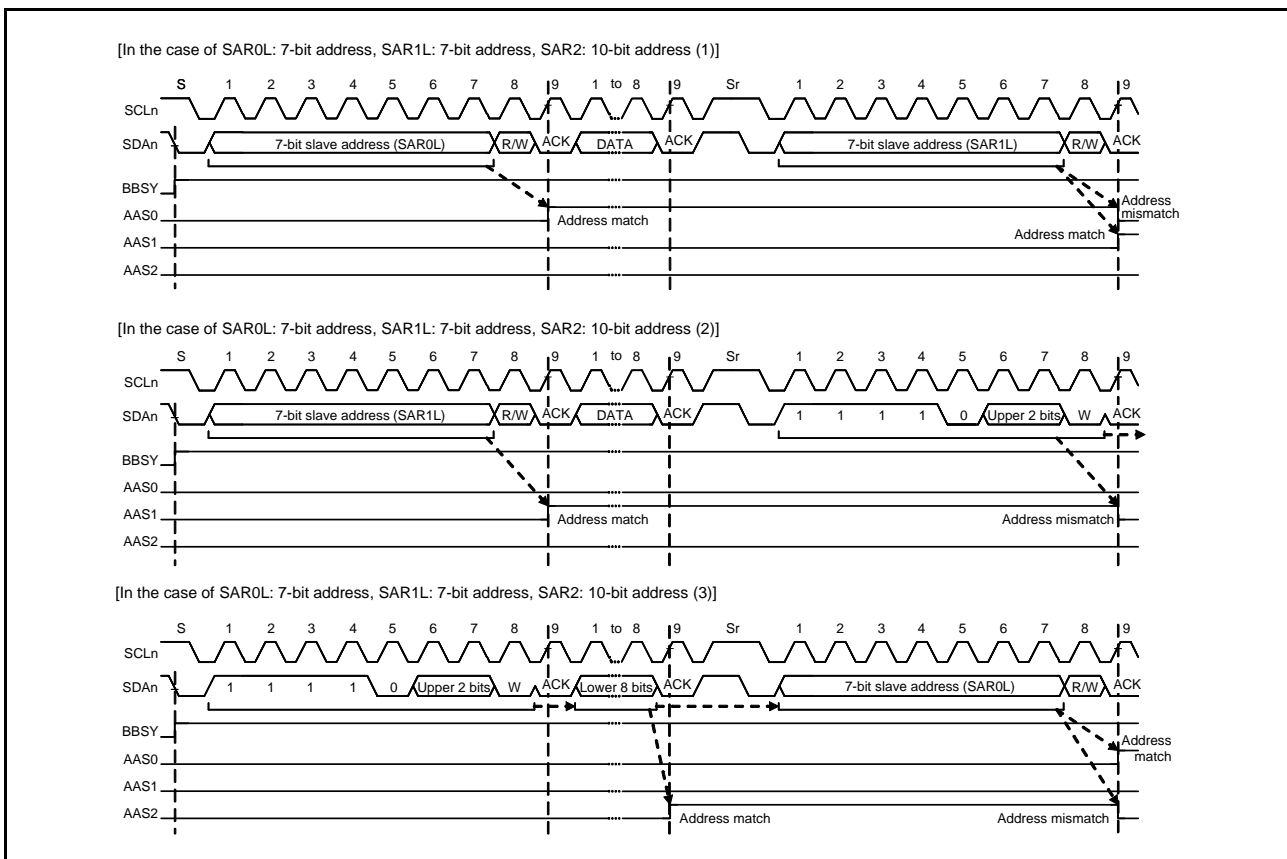 [In the case of SAR0L: 7-bit address, SAR1L: 7-bit address, SAR2: 10-bit address (1)]
S 1 2 3 4 5 6 7 8 9 1 to 8 9 Sr 1 2 3 4 5 6 7 8 9
SCLn
SDAn 7-bit slave address (SAR0L) R/W ACK DATA ACK 7-bit slave address (SAR1L) R/W ACK
BBSY
Address
mismatch
AAS0
Address match
Address match
AAS1
AAS2
[In the case of SAR0L: 7-bit address, SAR1L: 7-bit address, SAR2: 10-bit address (2)]
S 1 2 3 4 5 6 7 8 9 1 to 8 9 Sr 1 2 3 4 5 6 7 8 9
SCLn
SDAn 7-bit slave address (SAR1L) R/W ACK DATA ACK 1 1 1 1 0 Upper 2 bits W ACK
BBSY
AAS0
AAS1 Address match Address mismatch
AAS2
[In the case of SAR0L: 7-bit address, SAR1L: 7-bit address, SAR2: 10-bit address (3)]
S 1 2 3 4 5 6 7 8 9 1 to 8 9 Sr 1 2 3 4 5 6 7 8 9
SCLn
SDAn 1 1 1 1 0 Upper 2 bits W ACK Lower 8 bits ACK 7-bit slave address (SAR0L) R/W ACK
BBSY
Address
match
AAS0
AAS1
AAS2 Address match Address mismatch